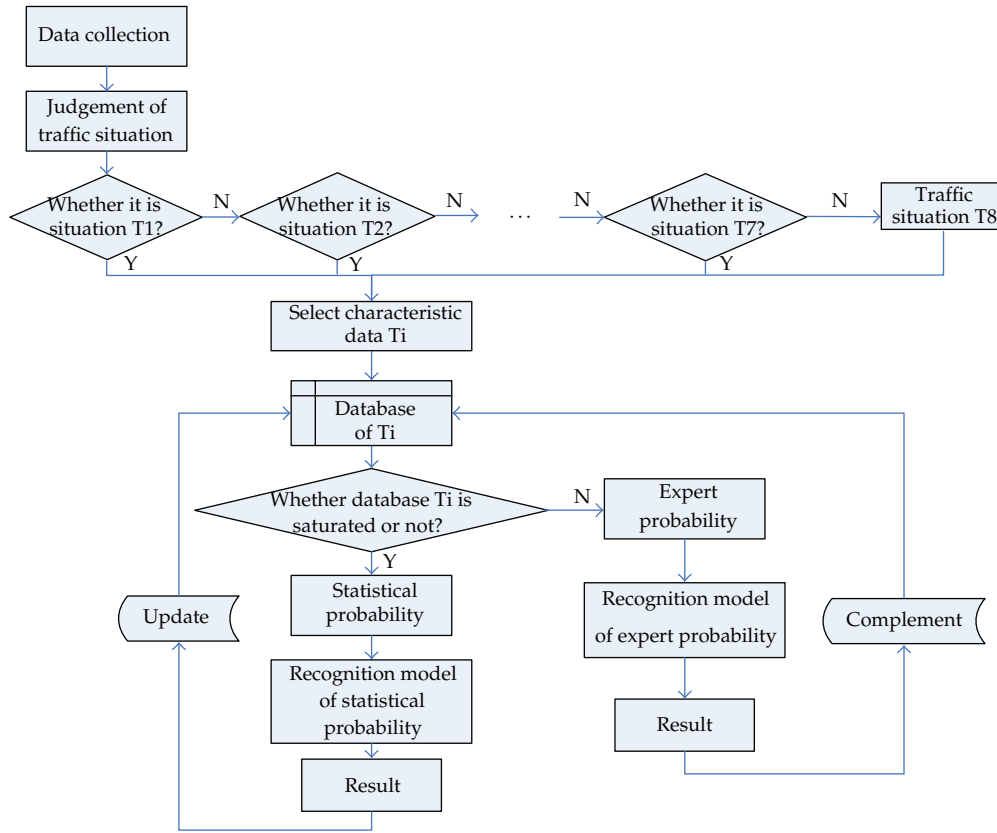 Data collection
Judgement of
traffic situation
Whether it is
situation T1?
N
Whether it is
situation T2?
N
...
N
Whether it is
situation T7?
N
Traffic
situation T8
Y
Y
Y
Select characteristic
data Ti
Database
of Ti
Whether database Ti is
saturated or not?
N
Expert
probability
Y
Statistical
probability
Recognition model
of expert probability
Update
Complement
Recognition model
of statistical
probability
Result
Result